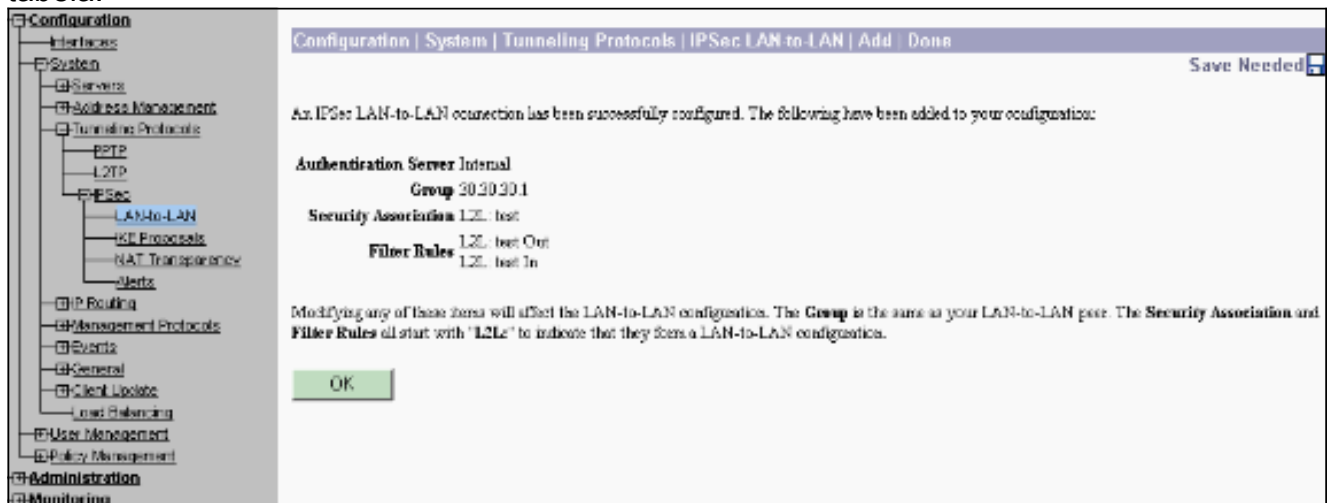 Configuration
Interfaces
System
Servers
Address Management
Tunneling Protocols
PPTP
L2TP
IPSec
LAN-to-LAN
IKE Proposals
NAT Transparency
Alerts
IP Routing
Management Protocols
Events
General
Client Update
Load Balancing
User Management
Policy Management
Administration
Monitoring
Configuration | System | Tunneling Protocols | IPSec LAN-to-LAN | Add | Done
Save Needed
An IPSec LAN-to-LAN connection has been successfully configured. The following have been added to your configuration:
Authentication Server Internal
Group 30.30.30.1
Security Association L2L: test
Filter Rules L2L: test Out
L2L: test In
Modifying any of these items will affect the LAN-to-LAN configuration. The Group is the same as your LAN-to-LAN peer. The Security Association and
Filter Rules all start with "L2L:" to indicate that they form a LAN-to-LAN configuration.
OK